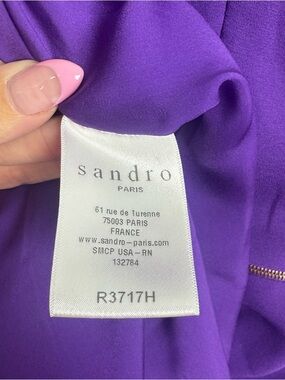 sandro
PARIS
61 rue de Turenne
75003 PARIS
FRANCE
www.sandro-paris.com
SMCP USA-RN
132784
R3717H